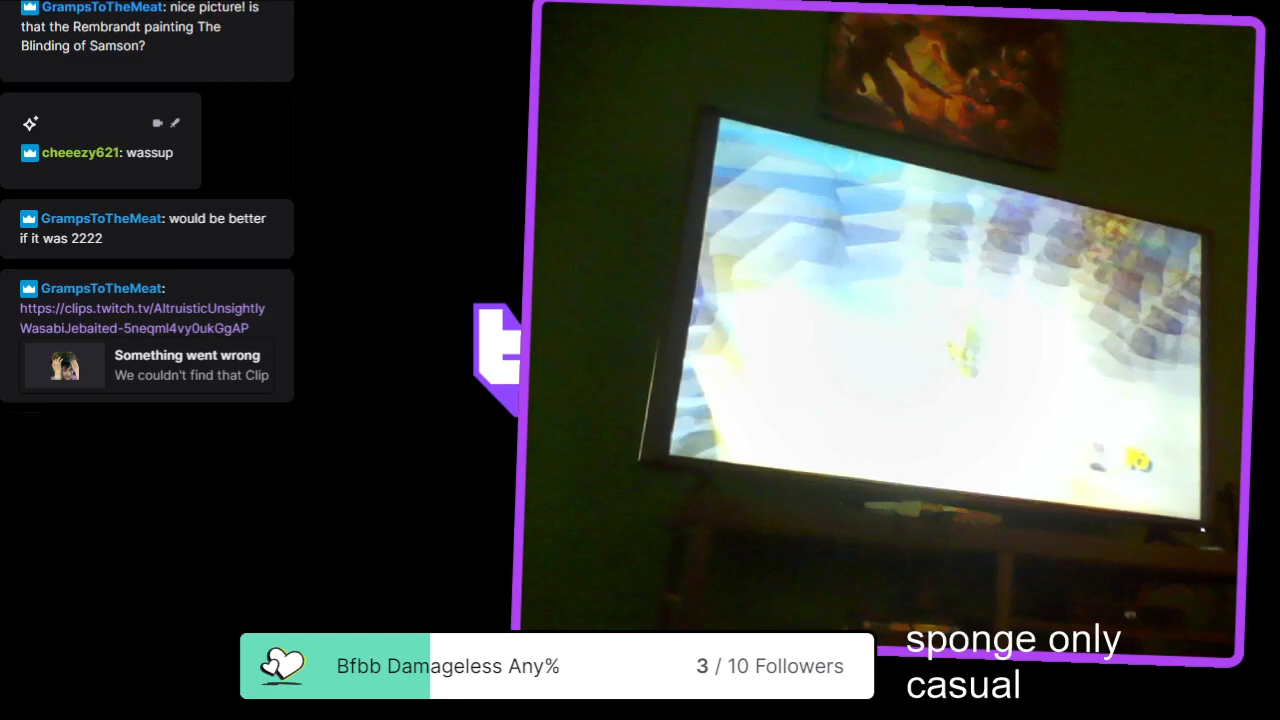 GrampsToTheMeat: nice picture! is
that the Rembrandt painting The
Blinding of Samson?
cheeezy621: wassup
GrampsToTheMeat: would be better
if it was 2222
GrampsToTheMeat:
https://clips.twitch.tv/AltruisticUnsightly
WasabiJebaited-5neqml4vy0ukGgAP
Something went wrong
We couldn't find that Clip
Bfbb Damageless Any%
3 / 10 Followers
sponge only
casual